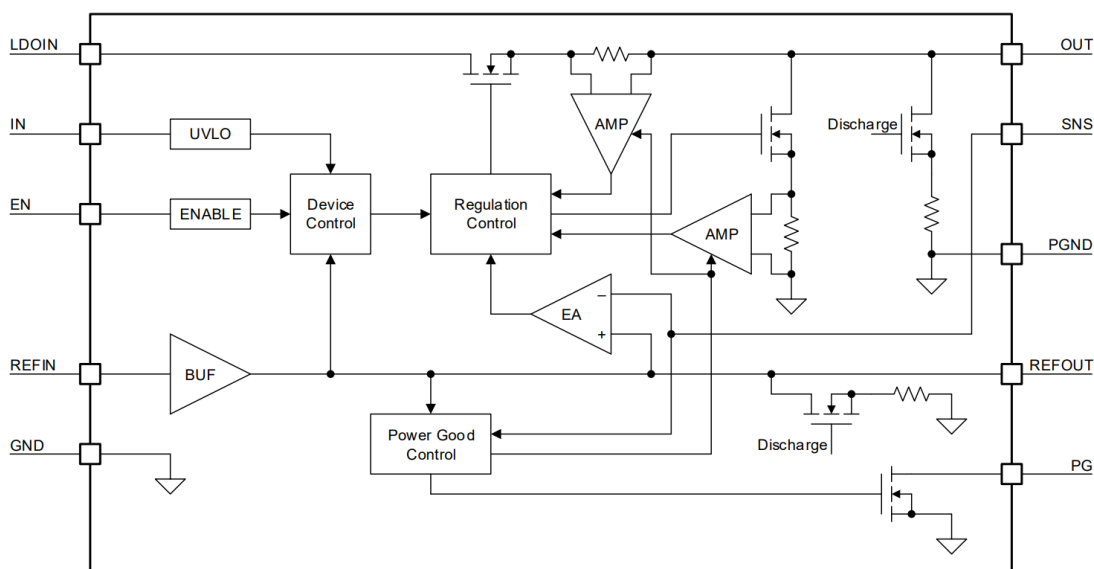 LDOIN
OUT
AMP
IN
UVLO
Discharge
SNS
EN
ENABLE
Device
Control
Regulation
Control
AMP
PGND
EA
−
+
REFIN
BUF
REFOUT
Power Good
Control
GND
Discharge
PG